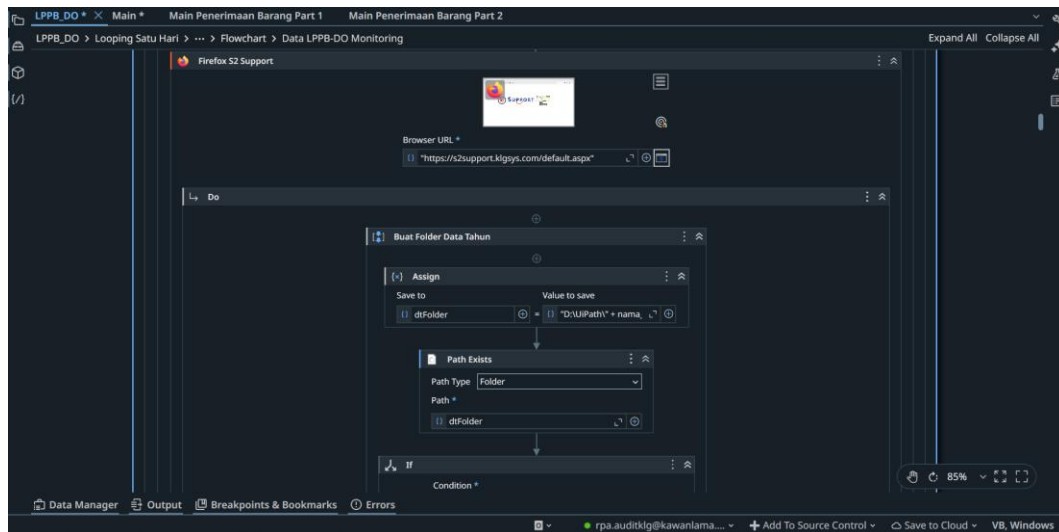 LPPB_DO * Main * Main Penerimaan Barang Part 1 Main Penerimaan Barang Part 2
LPPB_DO > Looping Satu Hari > ··· > Flowchart > Data LPPB-DO Monitoring Expand All Collapse All
Firefox S2 Support
SUPPORT
Browser URL *
"https://s2support.klgsys.com/default.aspx"
Do
Buat Folder Data Tahun
Assign
Save to Value to save
dtFolder = "D:\UiPath\" + nama_
Path Exists
Path Type Folder
Path *
dtFolder
If
Condition *
85%
Data Manager Output Breakpoints & Bookmarks Errors
rpa.auditklg@kawanlama.... Add To Source Control Save to Cloud VB, Windows